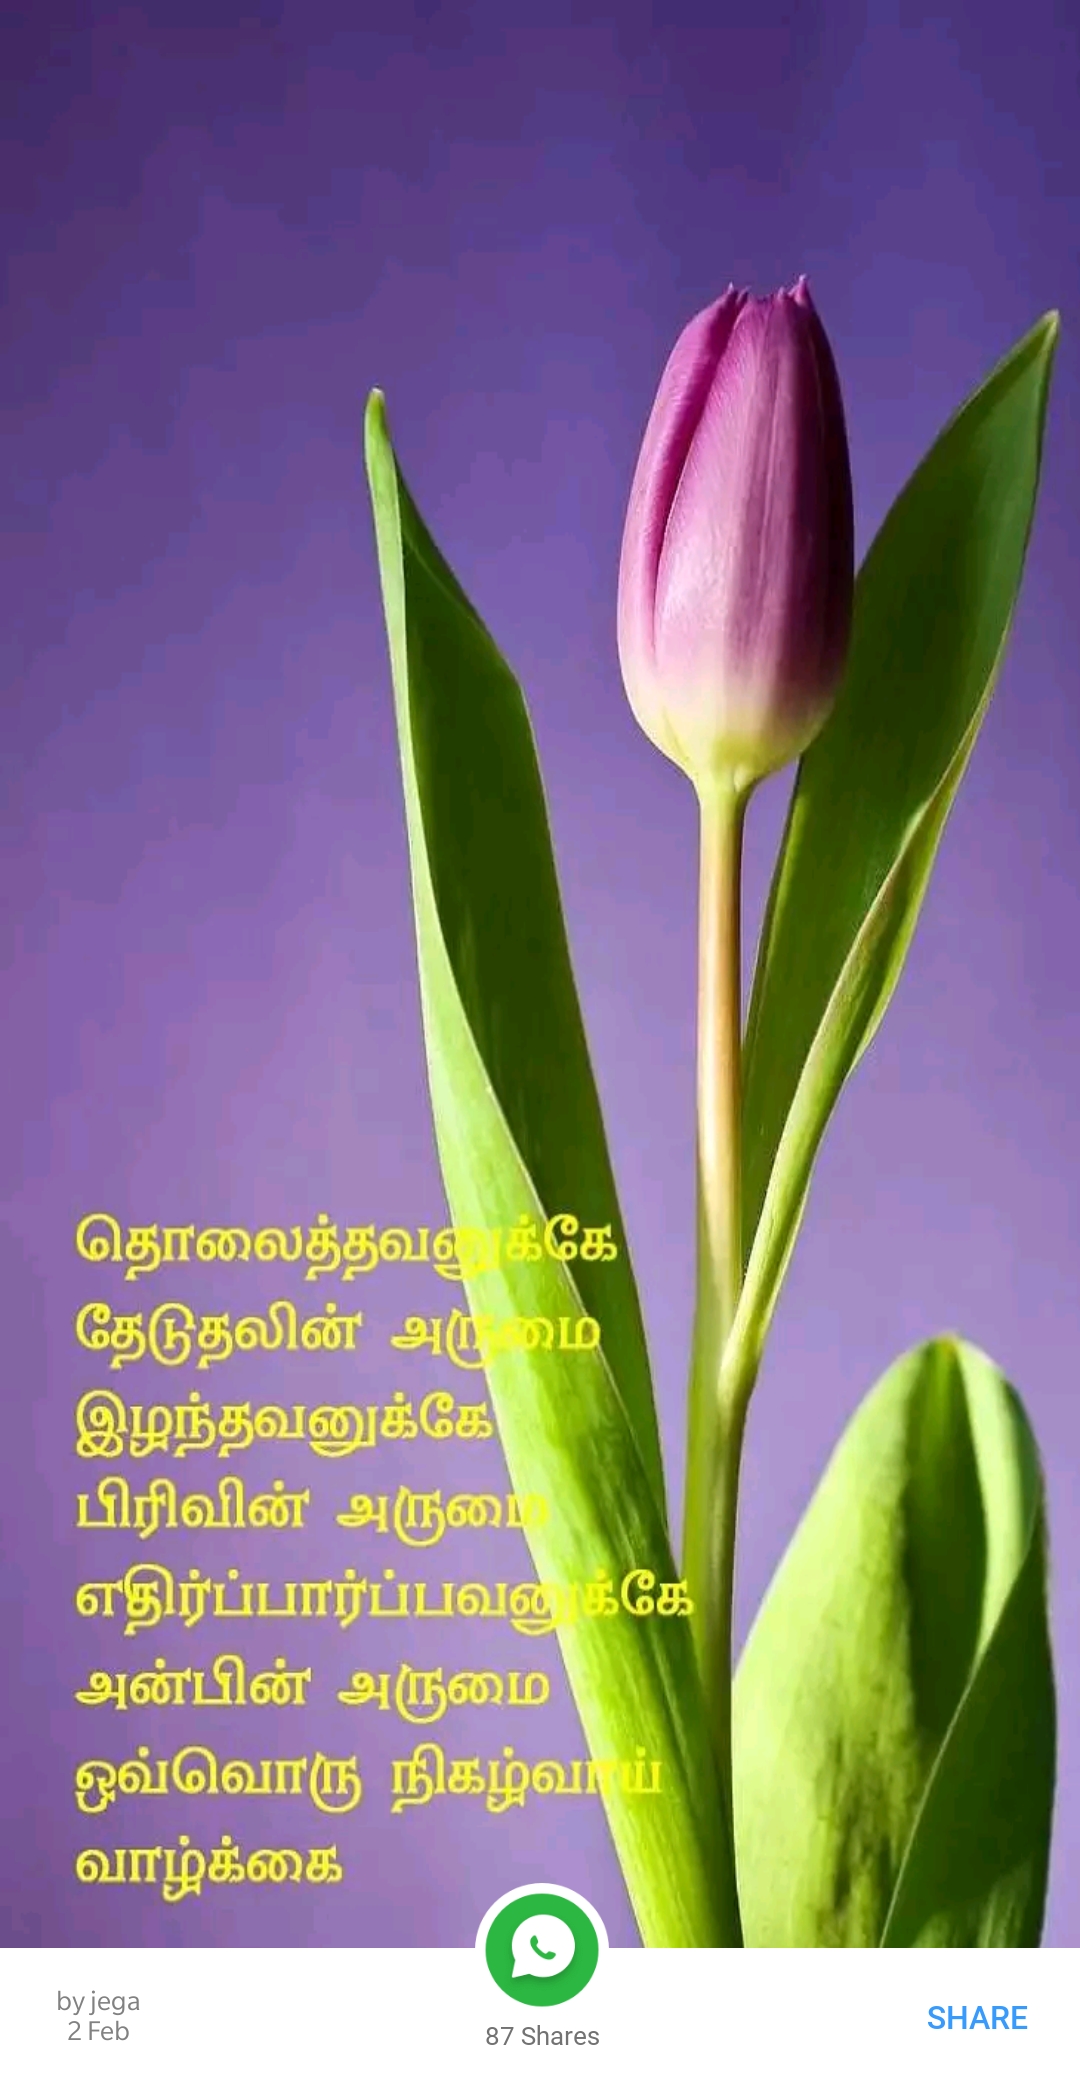 தொலைத்தவனுக்கே
தேடுதலின் அருமை
இழந்தவனுக்கே
பிரிவின் அருமை
எதிர்ப்பார்ப்பவனுக்கே
அன்பின் அருமை
ஒவ்வொரு நிகழ்வாய்
வாழ்க்கை
by jega
2 Feb
87 Shares
SHARE